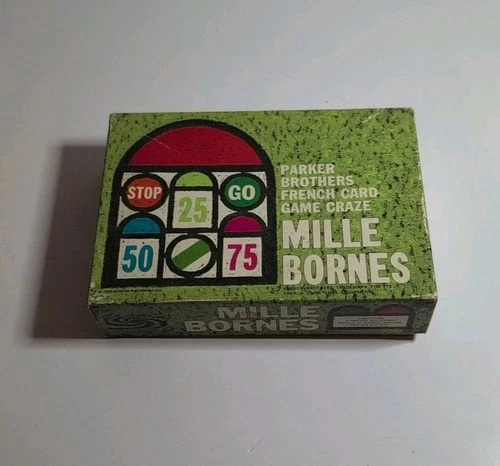 STOP
GO
25
50
75
PARKER
BROTHERS
FRENCH CARD
GAME CRAZE
MILLE
BORNES
MILLE
BORNES